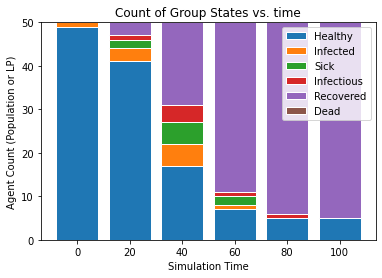 Count of Group States vs. time
Agent Count (Population or LP)
50
40
30
20
10
0
Healthy
Infected
Sick
Infectious
Recovered
Dead
0 20 40 60 80 100
Simulation Time